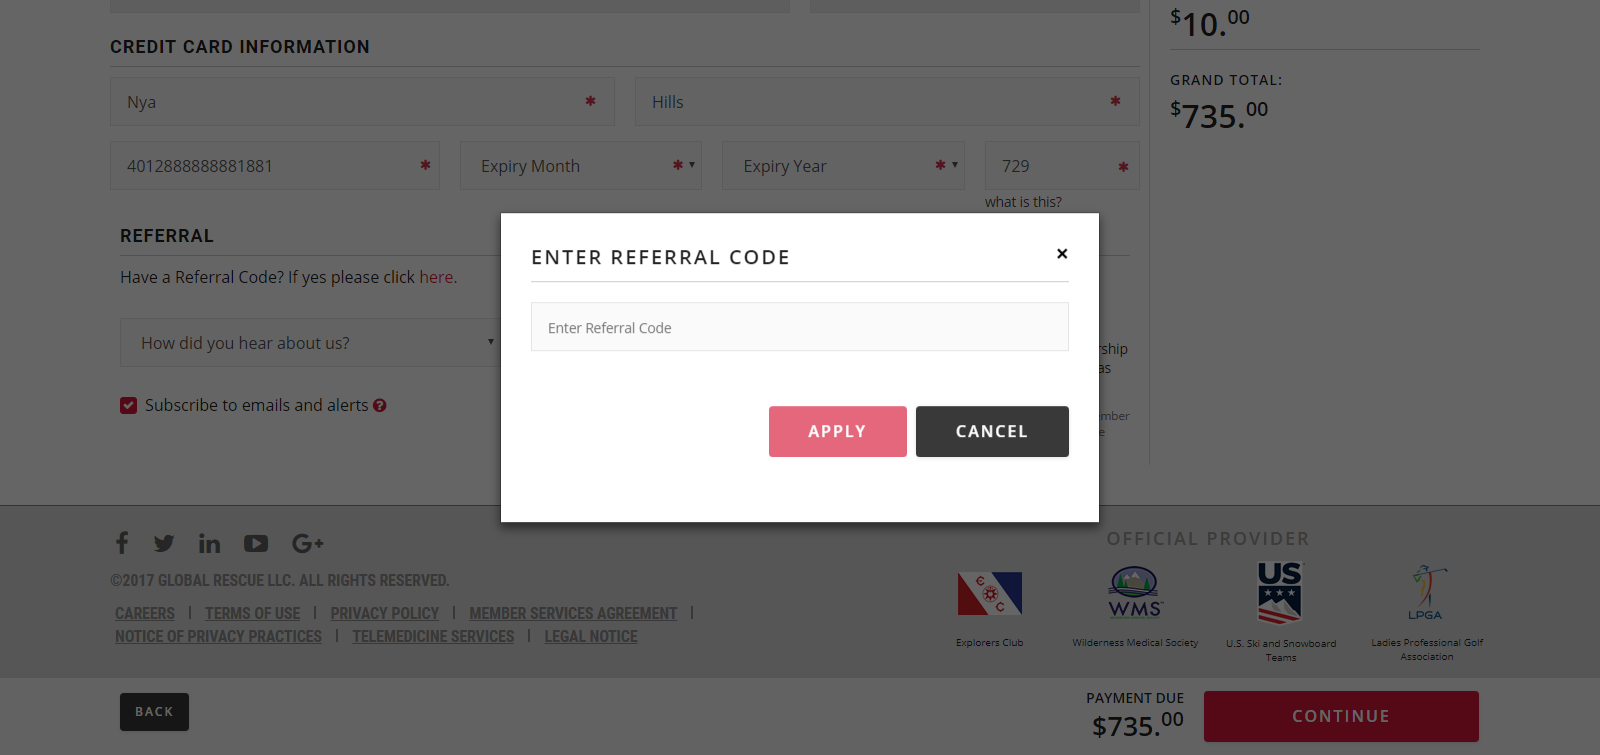 $10.00
CREDIT CARD INFORMATION
GRAND TOTAL:
$735.00
Nya *
Hills *
4012888888881881 *
Expiry Month *
Expiry Year *
729 *
what is this?
REFERRAL
Have a Referral Code? If yes please click here.
How did you hear about us?
Subscribe to emails and alerts ?
ENTER REFERRAL CODE ×
Enter Referral Code
APPLY
CANCEL
as
©2017 GLOBAL RESCUE LLC. ALL RIGHTS RESERVED.
CAREERS | TERMS OF USE | PRIVACY POLICY | MEMBER SERVICES AGREEMENT |
NOTICE OF PRIVACY PRACTICES | TELEMEDICINE SERVICES | LEGAL NOTICE
OFFICIAL PROVIDER
E C
Explorers Club
WMS
Wilderness Medical Society
US
U.S. Ski and Snowboard
Teams
LPGA
Ladies Professional Golf
Association
BACK
PAYMENT DUE
$735.00
CONTINUE